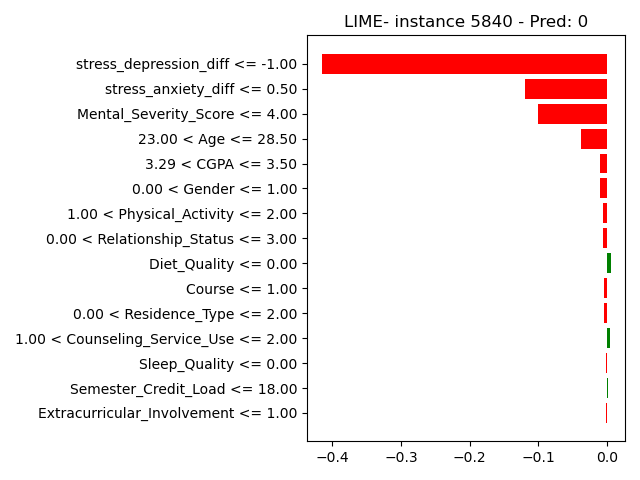 LIME- instance 5840 - Pred: 0
stress_depression_diff <= -1.00
stress_anxiety_diff <= 0.50
Mental_Severity_Score <= 4.00
23.00 < Age <= 28.50
3.29 < CGPA <= 3.50
0.00 < Gender <= 1.00
1.00 < Physical_Activity <= 2.00
0.00 < Relationship_Status <= 3.00
Diet_Quality <= 0.00
Course <= 1.00
0.00 < Residence_Type <= 2.00
1.00 < Counseling_Service_Use <= 2.00
Sleep_Quality <= 0.00
Semester_Credit_Load <= 18.00
Extracurricular_Involvement <= 1.00
−0.4 −0.3 −0.2 −0.1 0.0